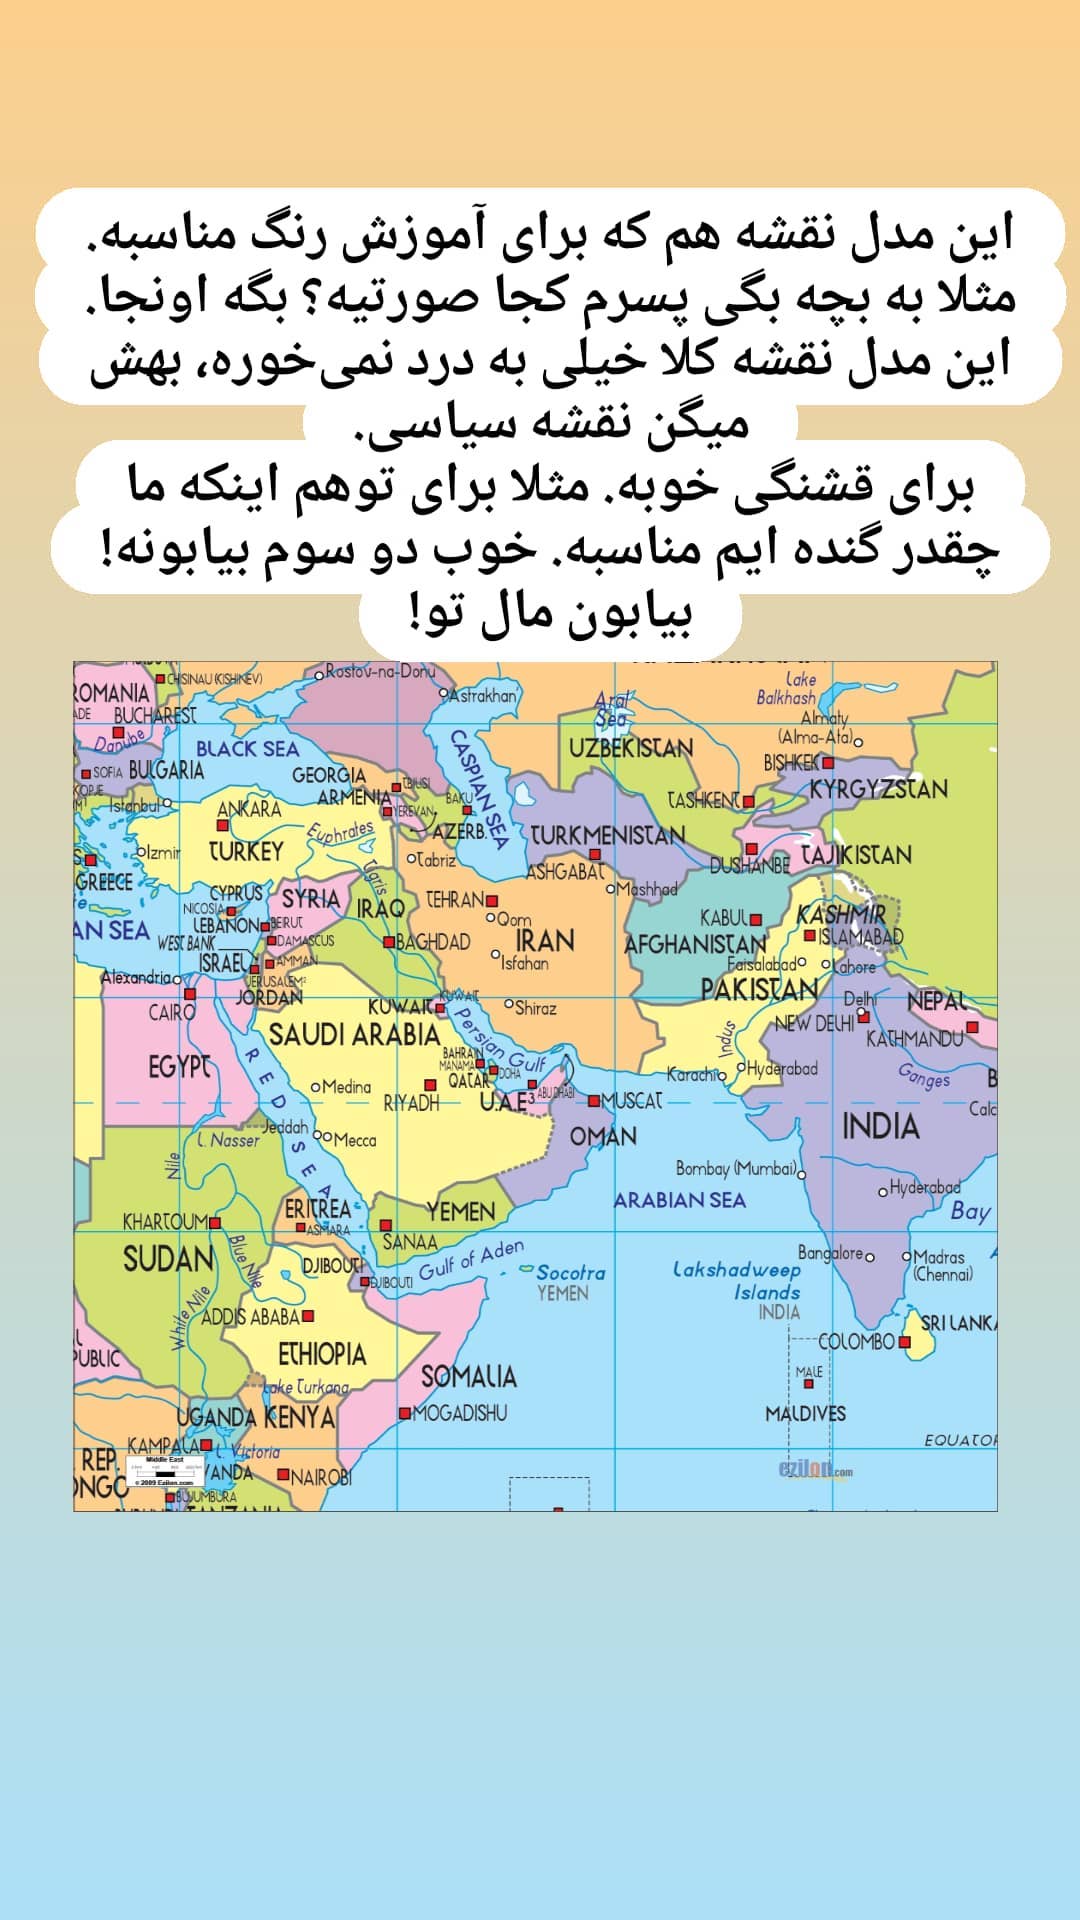 این مدل نقشه هم که برای آموزش رنگ مناسبه.
مثلا به بچه بگی پسرم کجا صورتیه؟ بگه اونجا.
این مدل نقشه کلا خیلی به درد نمی‌خوره، بهش
میگن نقشه سیاسی.
برای قشنگی خوبه. مثلا برای توهم اینکه ما
چقدر گنده ایم مناسبه. خوب دو سوم بیابونه!
بیابون مال تو!
CHISINAU (KISHINEV)
Rostov-na-Donu
Astrakhan
Lake
Balkhash
ROMANIA
BUCHAREST
Danube
Aral
Sea
Almaty
(Alma-Ata)
BLACK SEA
CASPIAN SEA
UZBEKISTAN
BISHKEK
SOFIA
BULGARIA
GEORGIA
TBILISI
KYRGYZSTAN
Istanbul
ANKARA
ARMENIA
YEREVAN
BAKU
AZERB.
TASHKENT
Euphrates
TURKMENISTAN
Izmir
TURKEY
Tabriz
Tigris
ASHGABAT
DUSHANBE
TAJIKISTAN
GREECE
CYPRUS
NICOSIA
SYRIA
IRAQ
TEHRAN
Mashhad
Qom
KABUL
KASHMIR
LEBANON
BEIRUT
AN SEA
WEST BANK
DAMASCUS
BAGHDAD
IRAN
AFGHANISTAN
ISLAMABAD
ISRAEL
AMMAN
Isfahan
Faisalabad
Lahore
Alexandria
JERUSALEM
JORDAN
CAIRO
KUWAIT
KUWAIT
Shiraz
PAKISTAN
Delhi
NEPAL
SAUDI ARABIA
Persian Gulf
Indus
NEW DELHI
KATHMANDU
EGYPT
RED SEA
BAHRAIN
MANAMA
QATAR
DOHA
Karachi
Hyderabad
Ganges
Medina
RIYADH
U.A.E
3
ABU DHABI
MUSCAT
INDIA
Calc
Jeddah
Mecca
OMAN
L. Nasser
Nile
Bombay (Mumbai)
Hyderabad
ARABIAN SEA
Bay
ERITREA
ASMARA
YEMEN
SANAA
KHARTOUM
SUDAN
Blue Nile
White Nile
DJIBOUTI
DJIBOUTI
Gulf of Aden
Socotra
YEMEN
Lakshadweep
Islands
INDIA
Bangalore
Madras
(Chennai)
ADDIS ABABA
ETHIOPIA
SRI LANKA
COLOMBO
PUBLIC
SOMALIA
MALE
MALDIVES
Lake Turkana
UGANDA
KENYA
MOGADISHU
KAMPALA
L. Victoria
EQUATOR
REP.
ONGO
Middle East
© 2009 Ezilon.com
ANDA
NAIROBI
BUJUMBURA
ezilon.com